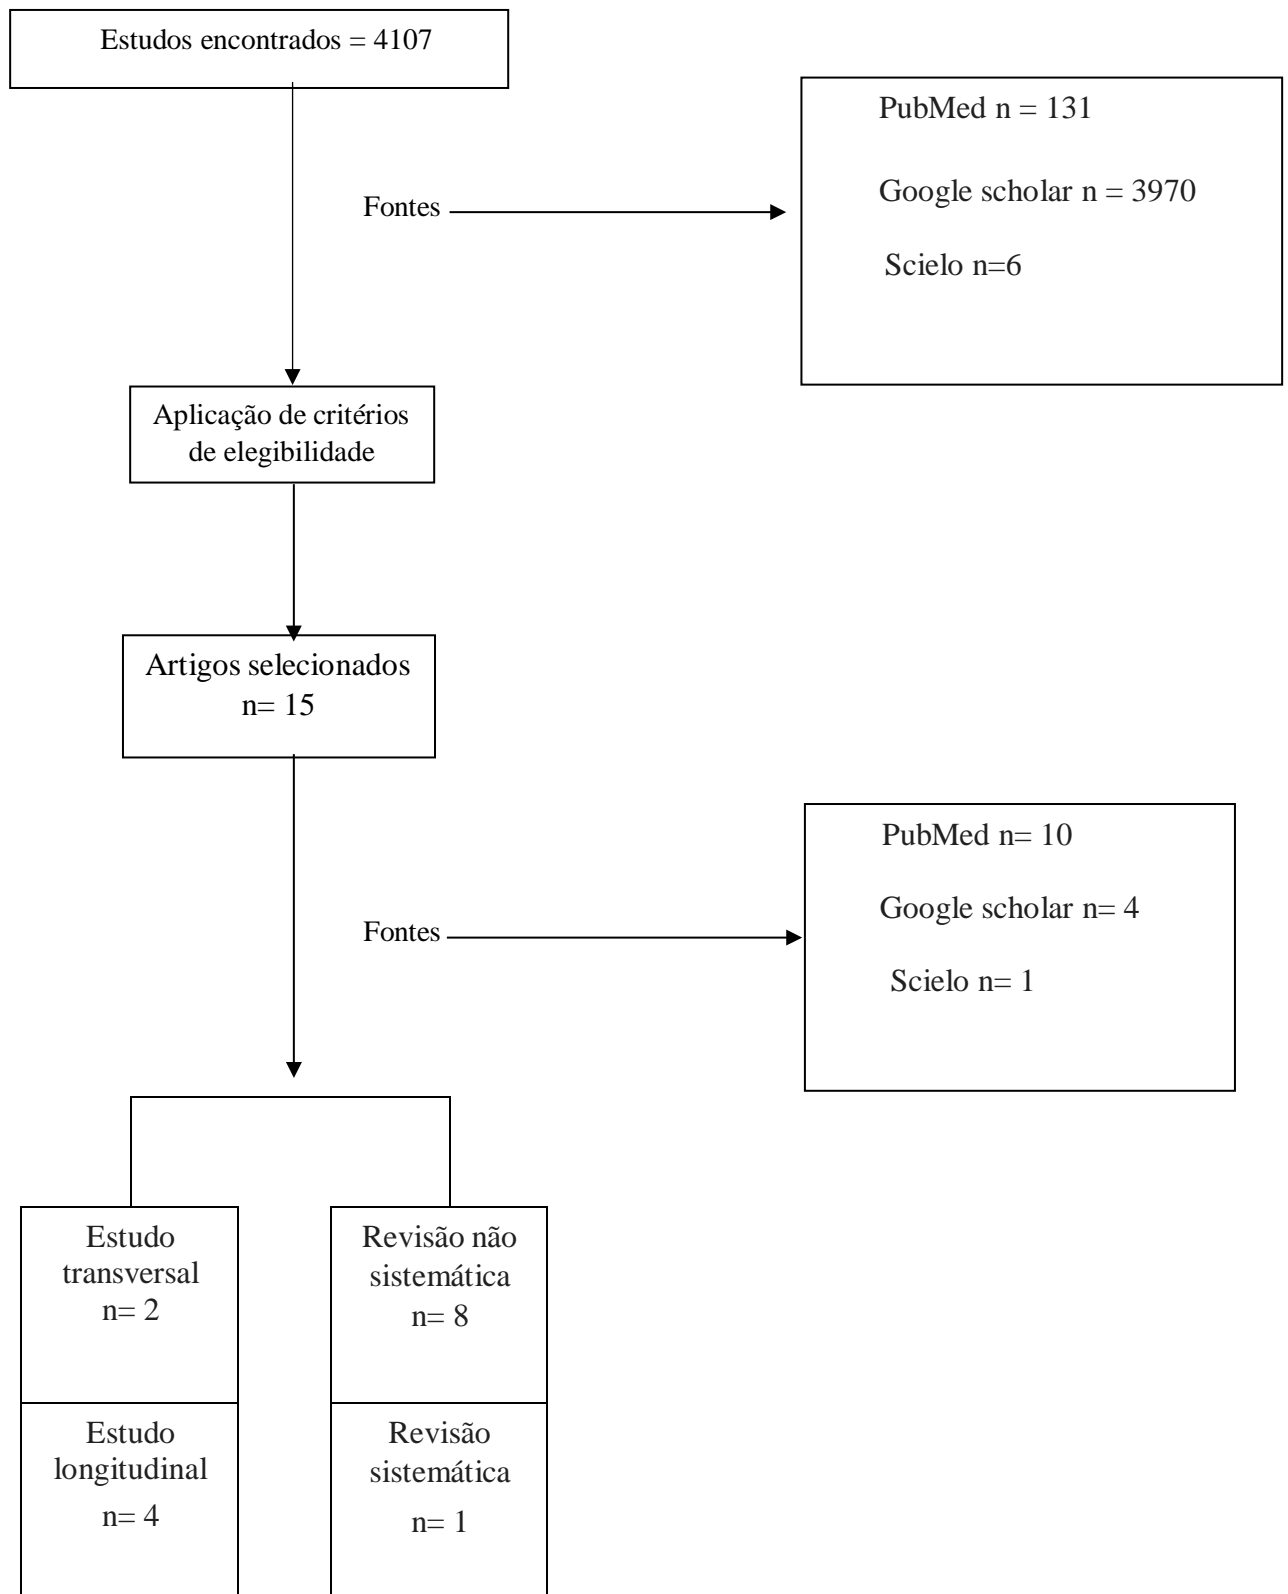 Estudos encontrados = 4107
PubMed n = 131
Google scholar n = 3970
Scielo n=6
Fontes
Aplicação de critérios
de elegibilidade
Artigos selecionados
n= 15
PubMed n= 10
Google scholar n= 4
Scielo n= 1
Fontes
Estudo
transversal
n= 2
Revisão não
sistemática
n= 8
Estudo
longitudinal
n= 4
Revisão
sistemática
n= 1